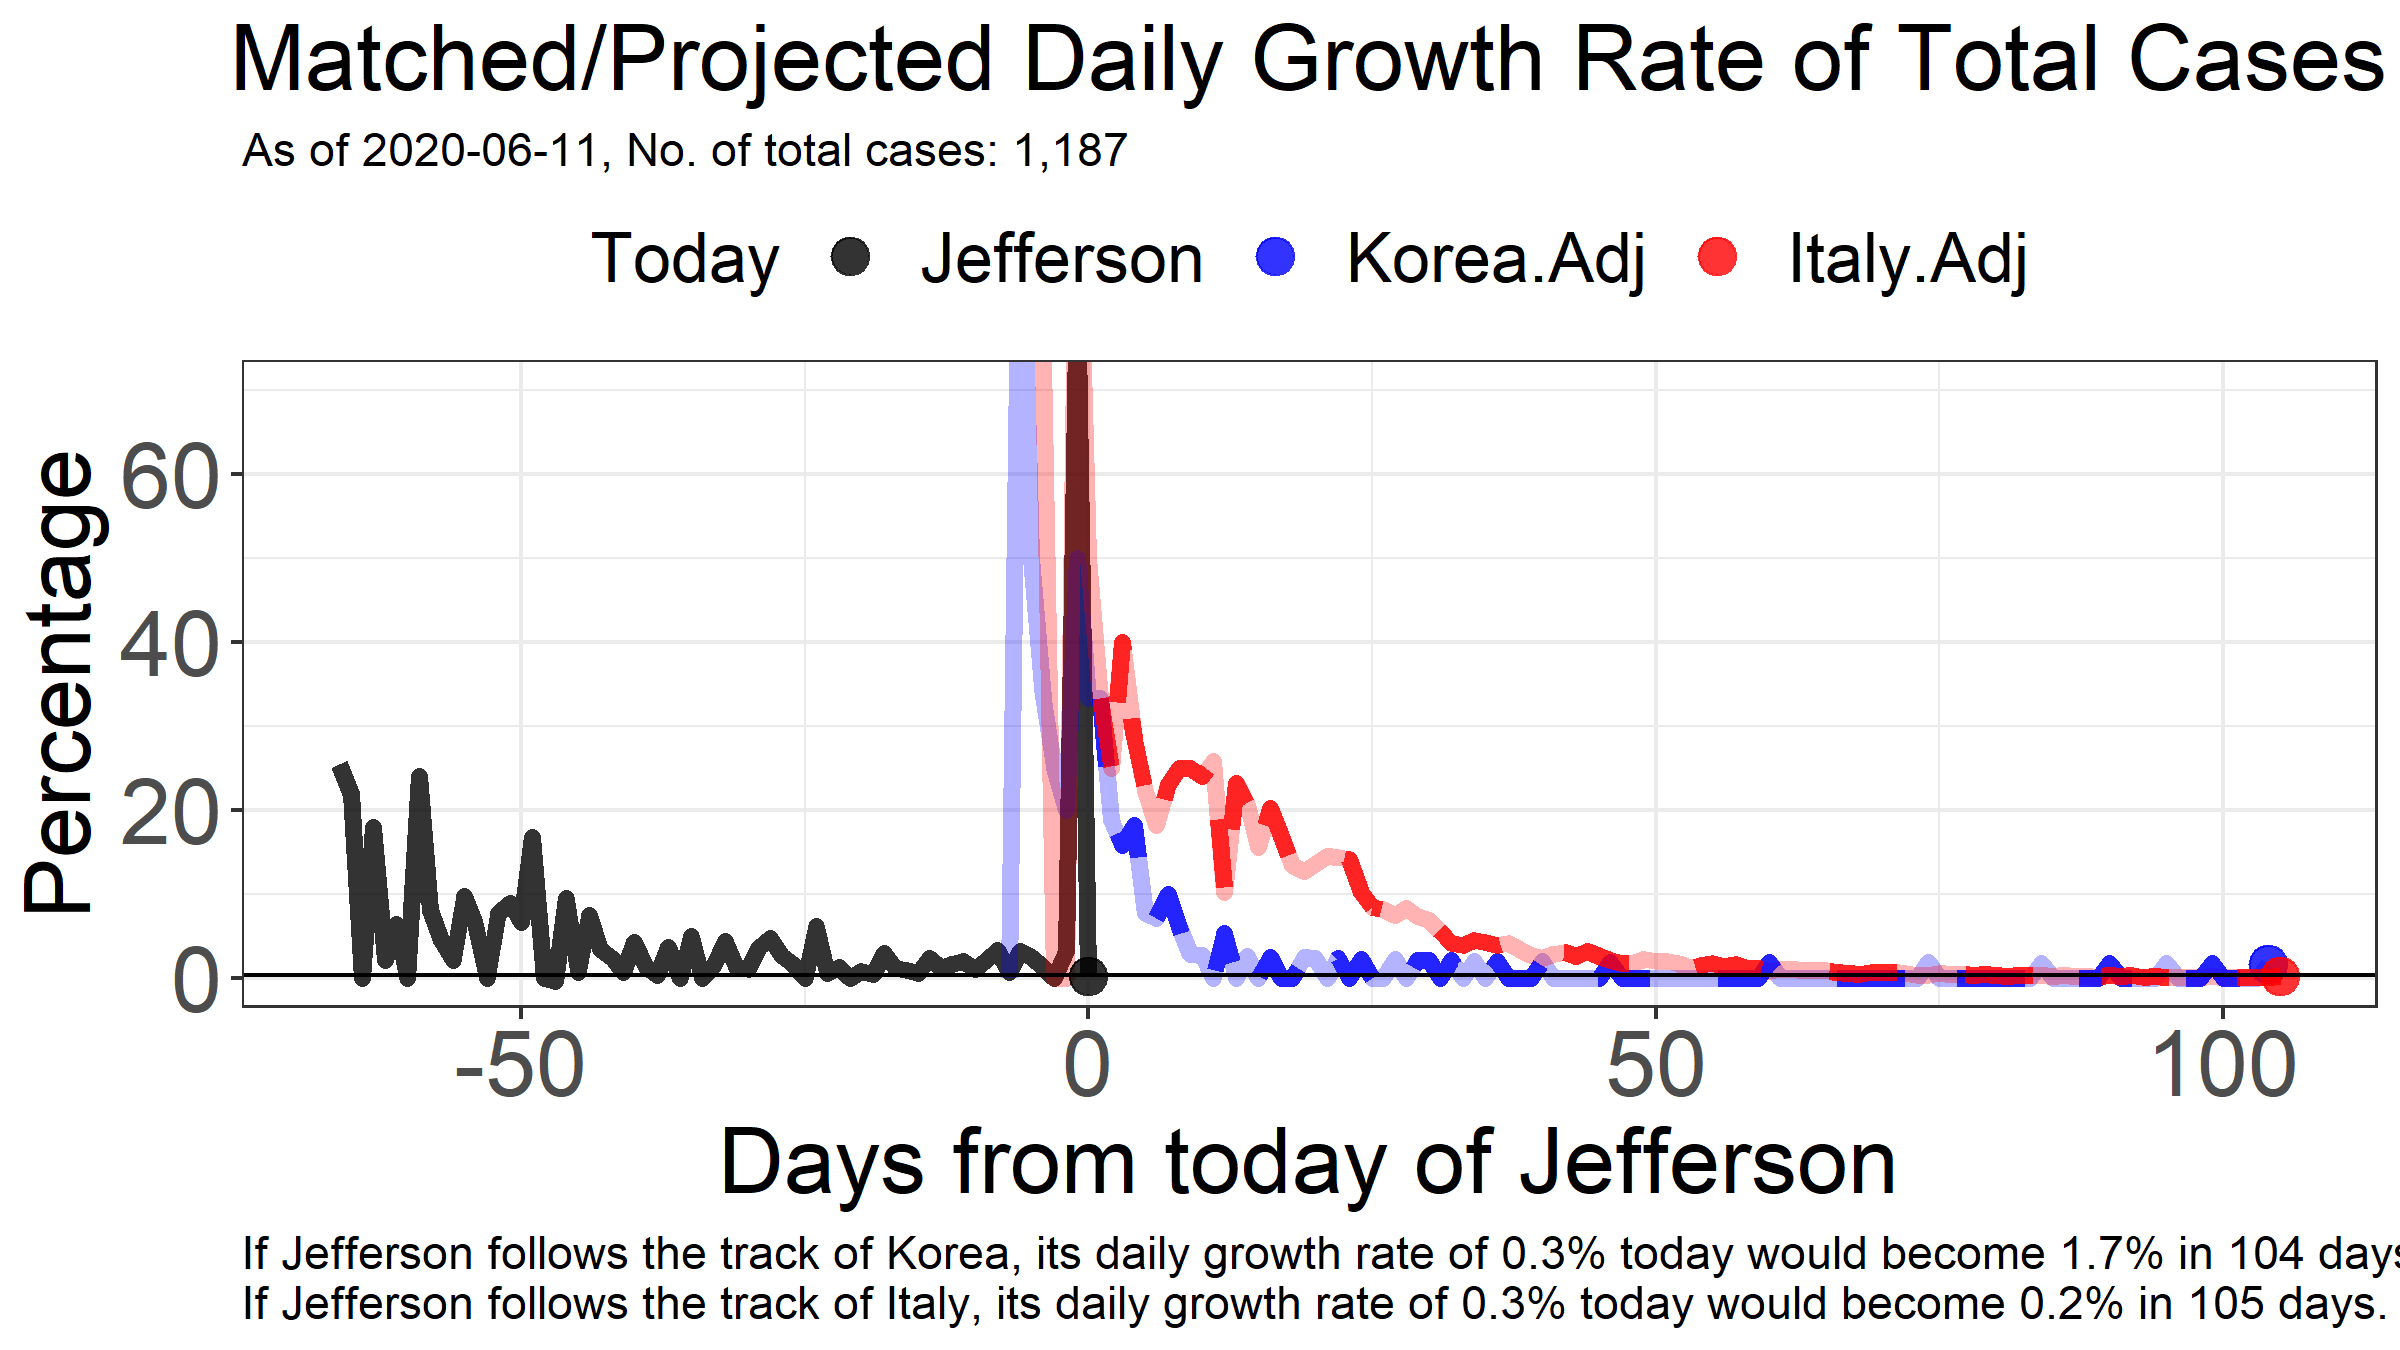 Matched/Projected Daily Growth Rate of Total Cases
As of 2020-06-11, No. of total cases: 1,187
Today Jefferson Korea.Adj Italy.Adj
Percentage
60
40
20
0
-50 0 50 100
Days from today of Jefferson
If Jefferson follows the track of Korea, its daily growth rate of 0.3% today would become 1.7% in 104 days
If Jefferson follows the track of Italy, its daily growth rate of 0.3% today would become 0.2% in 105 days.